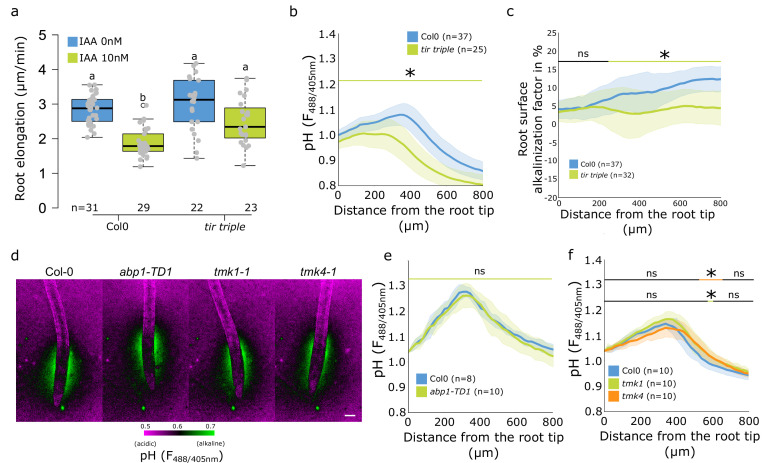 a
IAA 0nM
IAA 10nM
Root elongation (µm/min)
5
4
3
2
1
0
a
b
c
a
a
n=31
29
22
23
Col0
tir triple
b
Col0 (n=37)
tir triple (n=25)
*
pH (F488/405nm)
1.4
1.3
1.2
1.1
1.0
0.9
0.8
0
200
400
600
800
Distance from the root tip
(µm)
c
Root surface
alkalinization factor in %
25
20
15
10
5
0
-5
-10
-15
-20
ns
*
Col0 (n=37)
tir triple (n=32)
0
200
400
600
800
Distance from the root tip
(µm)
d
Col-0
abp1-TD1
tmk1-1
tmk4-1
0.5
0.6
0.7
(acidic)
(alkaline)
pH (F488/405nm)
e
ns
pH (F488/405nm)
1.4
1.3
1.2
1.1
1.0
0.9
0.8
Col0 (n=8)
abp1-TD1 (n=10)
0
200
400
600
800
Distance from the root tip
(µm)
f
ns
*
ns
ns
*
ns
pH (F488/405nm)
1.4
1.3
1.2
1.1
1.0
0.9
0.8
Col0 (n=10)
tmk1 (n=10)
tmk4 (n=10)
0
200
400
600
800
Distance from the root tip
(µm)